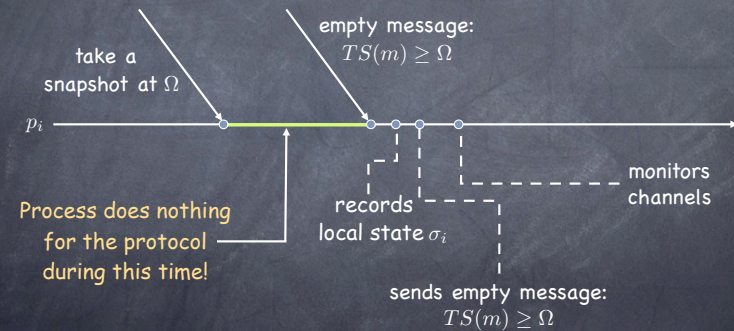 take a
snapshot at Ω
empty message:
TS(m) ≥ Ω
p_i
Process does nothing
for the protocol
during this time!
records
local state σ_i
monitors
channels
sends empty message:
TS(m) ≥ Ω